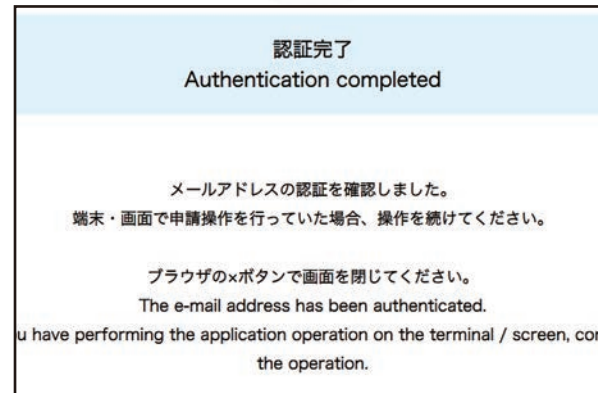 認証完了
Authentication completed
メールアドレスの認証を確認しました。
端末・画面で申請操作を行っていた場合、操作を続けてください。
ブラウザの×ボタンで画面を閉じてください。
The e-mail address has been authenticated.
u have performing the application operation on the terminal / screen, con
the operation.